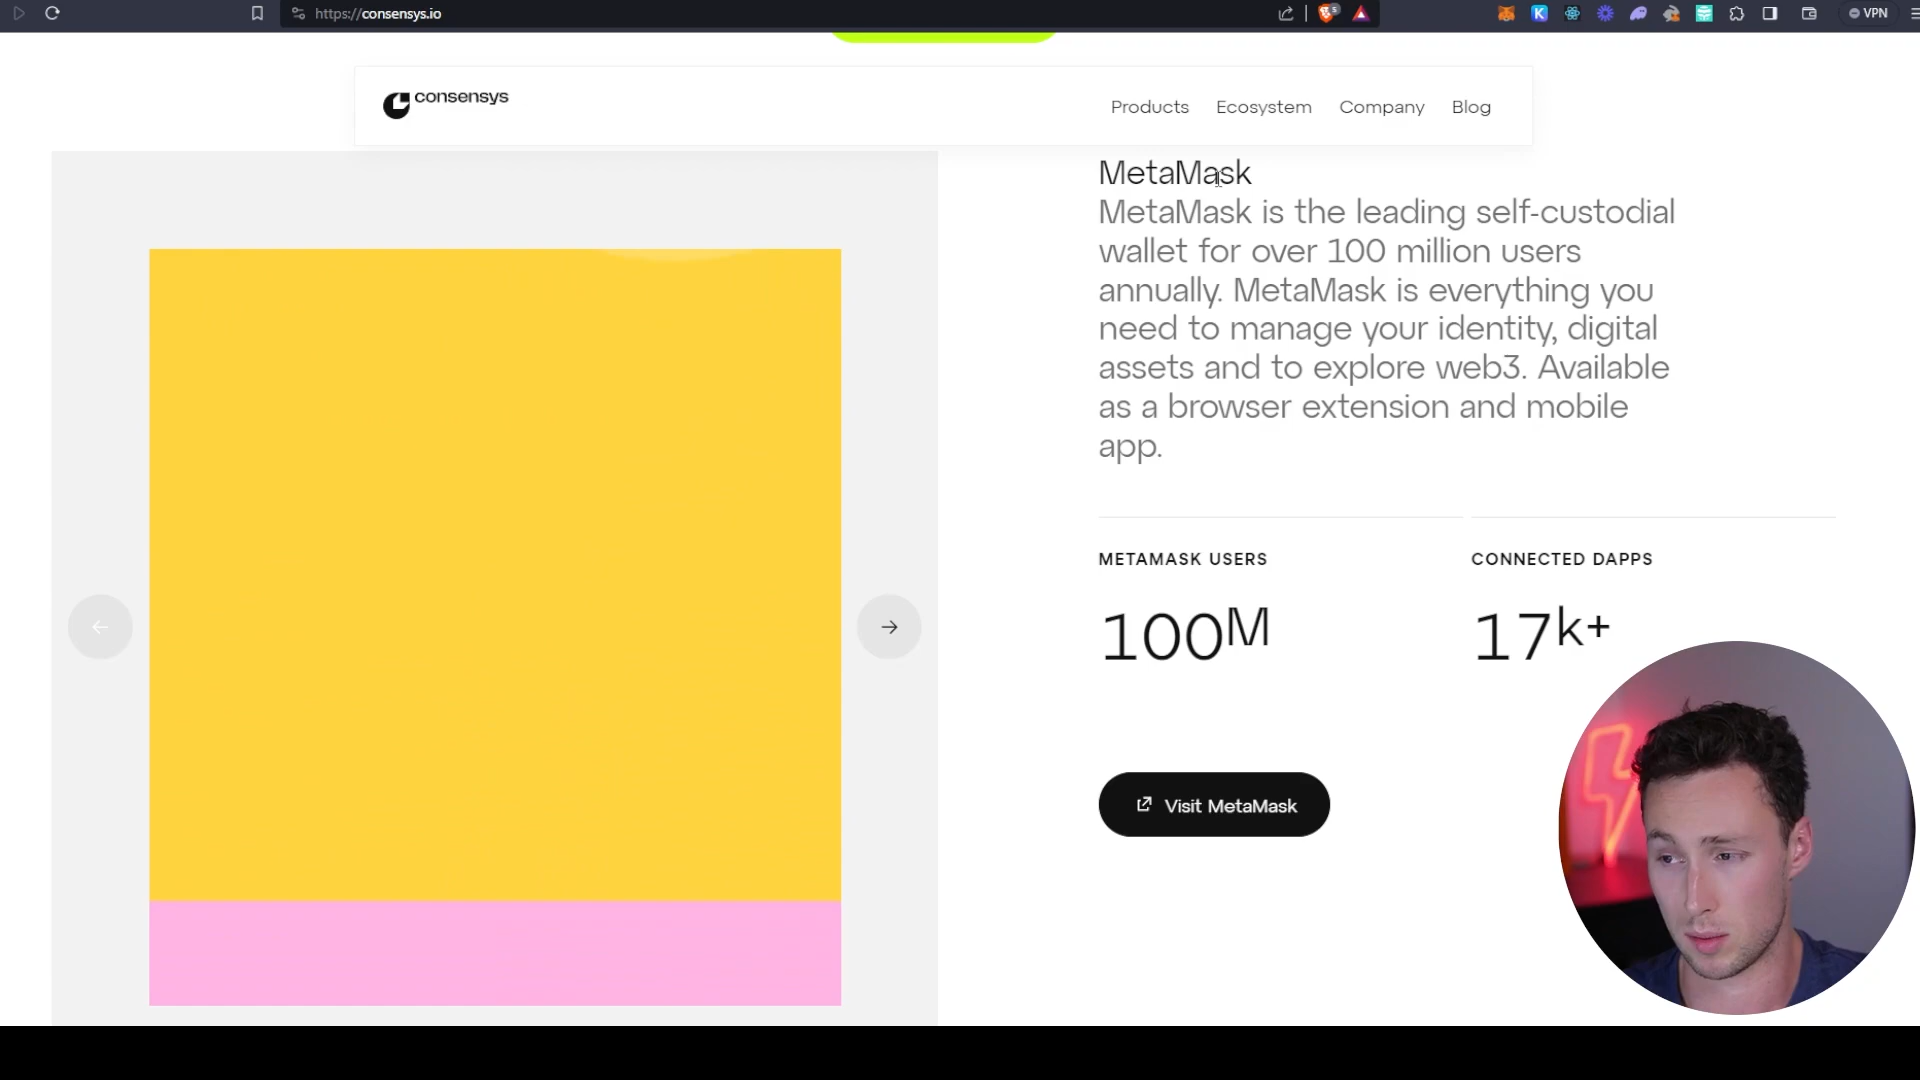 https://consensys.io
5
VPN
consensys
Products Ecosystem Company Blog
MetaMask
MetaMask is the leading self-custodial
wallet for over 100 million users
annually. MetaMask is everything you
need to manage your identity, digital
assets and to explore web3. Available
as a browser extension and mobile
app.
METAMASK USERS
100M
CONNECTED DAPPS
17k+
Visit MetaMask